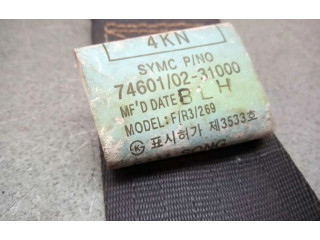 4KN
SYMC P/NO
74601/02-31000
MF'D DATE: BLH
MODEL: F/R3/269
K 표시허가 제3533호